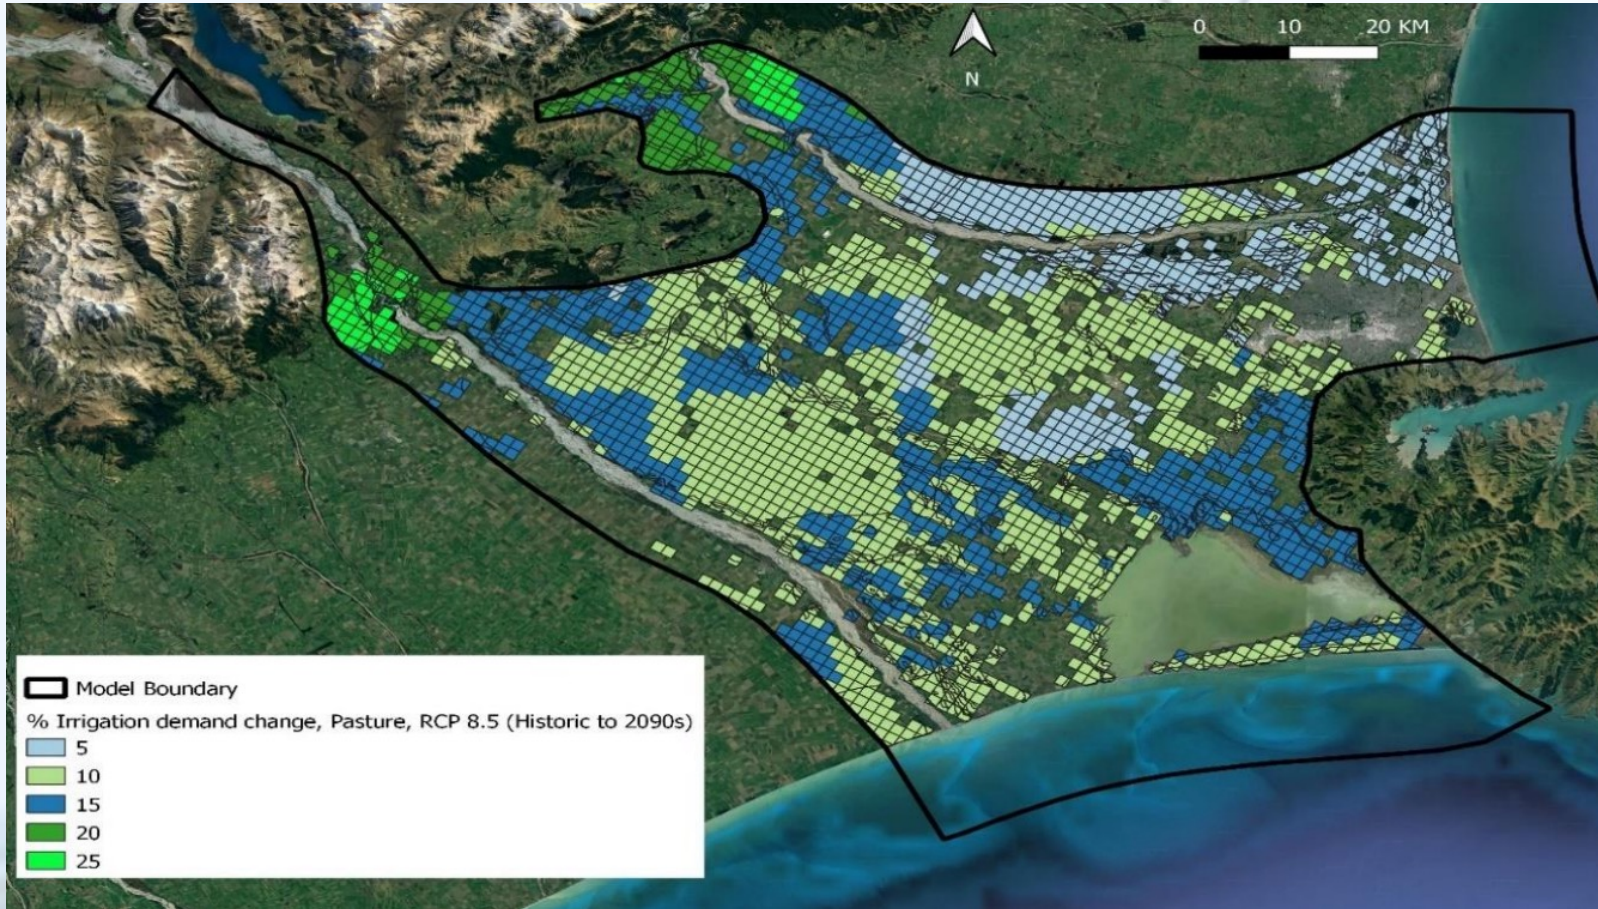 0 10 20 KM
N
Model Boundary
% Irrigation demand change, Pasture, RCP 8.5 (Historic to 2090s)
5
10
15
20
25